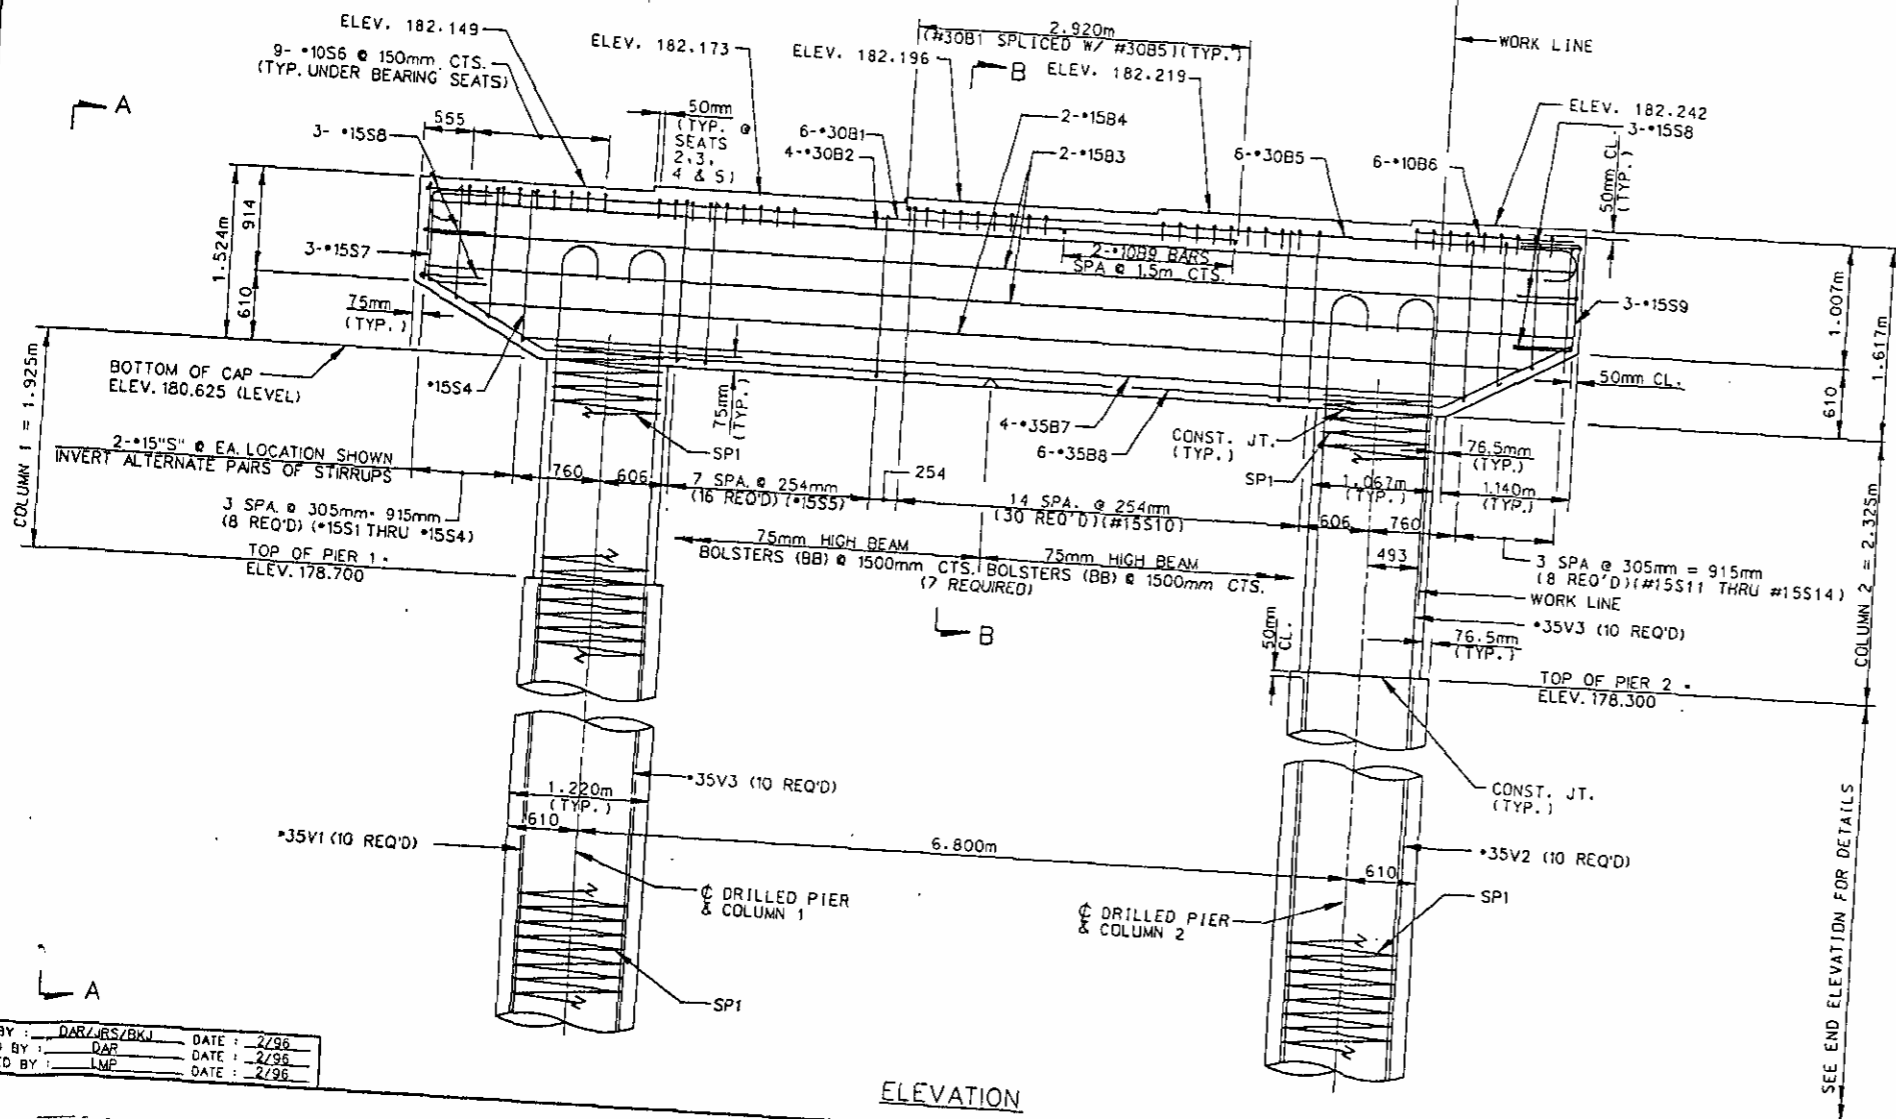 ELEV. 182.149
9- •10S6 @ 150mm CTS.
(TYP. UNDER BEARING SEATS)
ELEV. 182.173
ELEV. 182.196
2.920m
(#30B1 SPLICED W/ #30B5)(TYP.)
B
ELEV. 182.219
WORK LINE
ELEV. 182.242
3-•15S8
A
3- •15S8
555
50mm
(TYP. @
SEATS
2,3,
4 & 5)
6-•30B1
4-•30B2
2-•15B4
2-•15B3
6-•30B5
6-•10B6
50mm CL.
(TYP.)
1.524m
914
610
3-•15S7
75mm
(TYP.)
2-•10B9 BARS
SPA @ 1.5m CTS.
3-•15S9
1.007m
1.617m
610
50mm CL.
COLUMN 1 = 1.925m
BOTTOM OF CAP
ELEV. 180.625 (LEVEL)
•15S4
75mm
(TYP.)
SP1
4-•35B7
6-•35B8
CONST. JT.
(TYP.)
SP1
76.5mm
(TYP.)
1.067m
(TYP.)
1.140m
(TYP.)
2-•15"S" @ EA. LOCATION SHOWN
INVERT ALTERNATE PAIRS OF STIRRUPS
760
606
7 SPA. @ 254mm
(16 REQ'D) (•15S5)
254
14 SPA. @ 254mm
(30 REQ'D)(#15S10)
606
760
493
3 SPA. @ 305mm= 915mm
(8 REQ'D) (•15S1 THRU •15S4)
3 SPA @ 305mm = 915mm
(8 REQ'D)(#15S11 THRU #15S14)
TOP OF PIER 1 =
ELEV. 178.700
75mm HIGH BEAM
BOLSTERS (BB) @ 1500mm CTS.
75mm HIGH BEAM
BOLSTERS (BB) @ 1500mm CTS.
(7 REQUIRED)
B
WORK LINE
•35V3 (10 REQ'D)
76.5mm
(TYP.)
50mm
CL.
COLUMN 2 = 2.325m
TOP OF PIER 2 =
ELEV. 178.300
1.220m
(TYP.)
•35V3 (10 REQ'D)
CONST. JT.
(TYP.)
610
•35V1 (10 REQ'D)
6.800m
•35V2 (10 REQ'D)
610
SP1
℄ DRILLED PIER
& COLUMN 1
℄ DRILLED PIER
& COLUMN 2
SP1
SEE END ELEVATION FOR DETAILS
A
BY : DAR/JRS/BKJ DATE : 2/96
BY : DAR DATE : 2/96
ED BY : LMP DATE : 2/96
ELEVATION